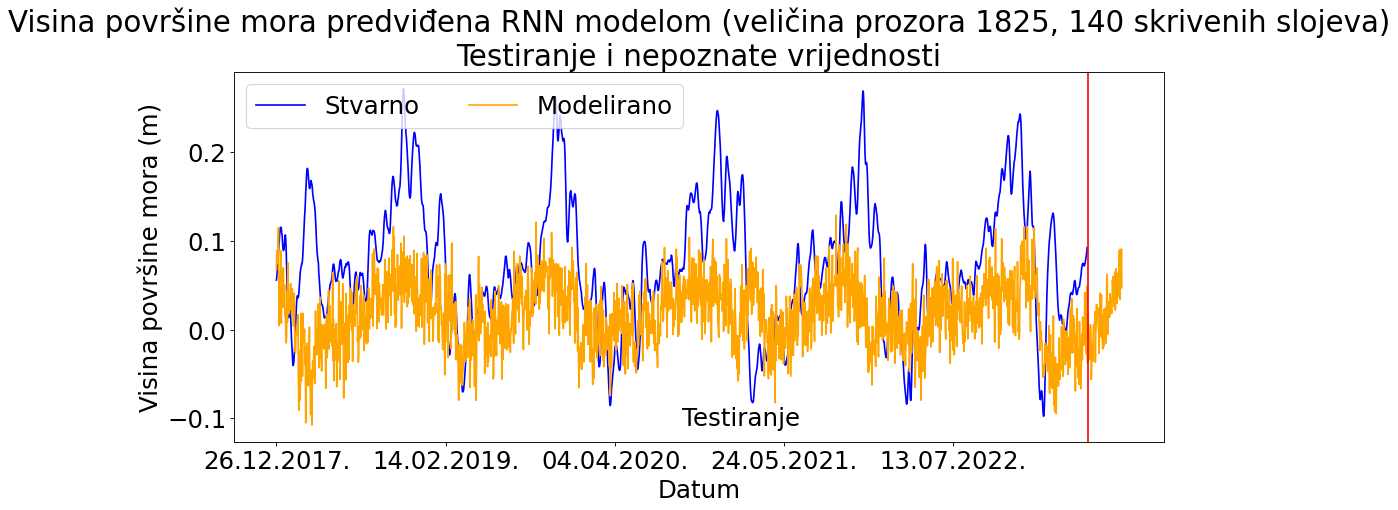 Visina površine mora predviđena RNN modelom (veličina prozora 1825, 140 skrivenih slojeva)
Testiranje i nepoznate vrijednosti
Stvarno
Modelirano
Visina površine mora (m)
0.2
0.1
0.0
−0.1
Testiranje
26.12.2017.
14.02.2019.
04.04.2020.
24.05.2021.
13.07.2022.
Datum